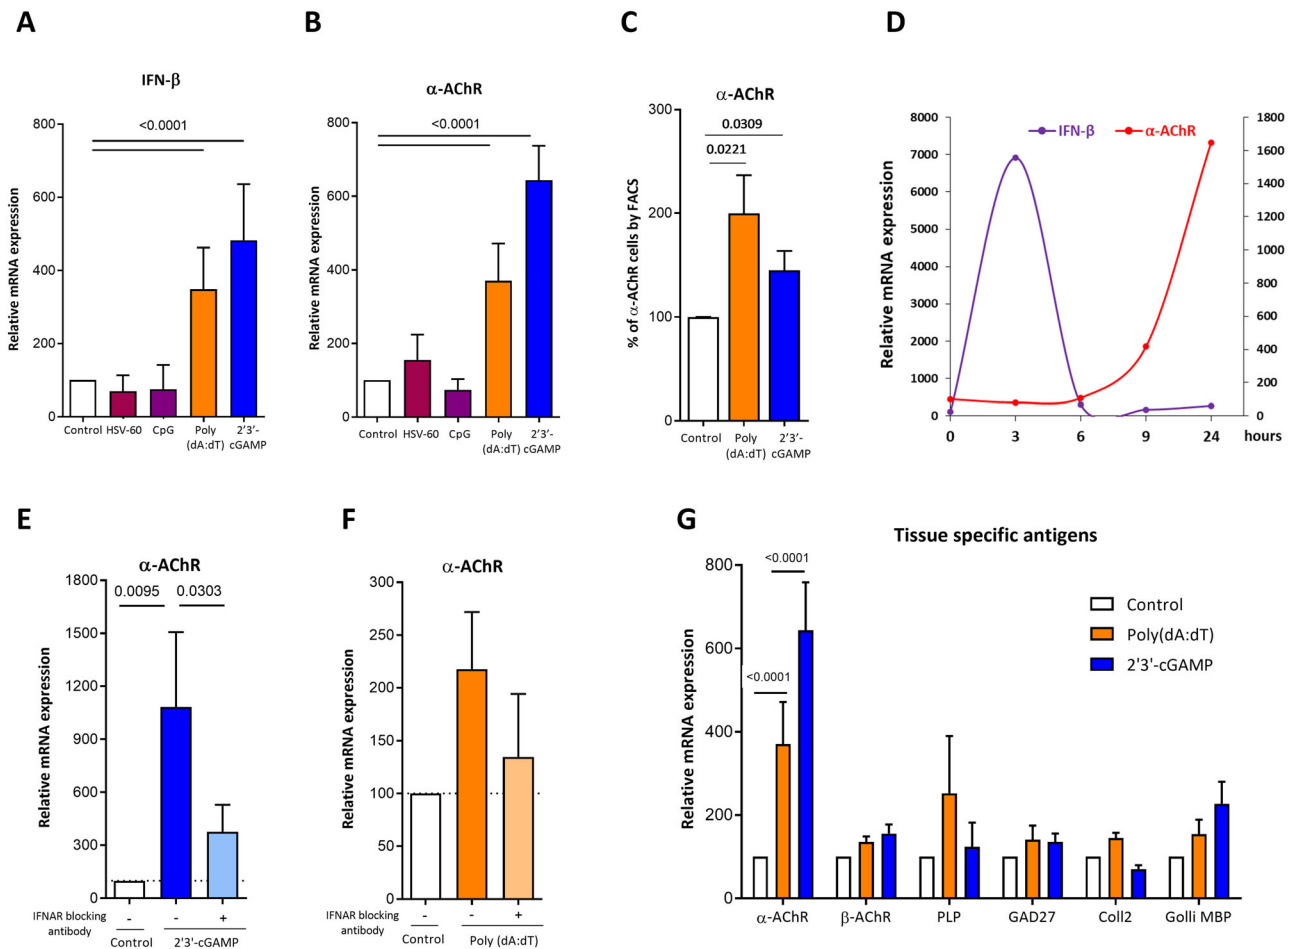 A
IFN-β
<0.0001
Relative mRNA expression
800
600
400
200
0
Control HSV-60 CpG Poly (dA:dT) 2'3'-cGAMP
B
α-AChR
<0.0001
Relative mRNA expression
800
600
400
200
0
Control HSV-60 CpG Poly (dA:dT) 2'3'-cGAMP
C
α-AChR
0.0309
0.0221
% of α-AChR cells by FACS
300
200
100
0
Control Poly (dA:dT) 2'3'-cGAMP
D
IFN-β α-AChR
Relative mRNA expression
8000
7000
6000
5000
4000
3000
2000
1000
0
1800
1600
1400
1200
1000
800
600
400
200
0
0 3 6 9 24 hours
E
α-AChR
0.0095 0.0303
Relative mRNA expression
1800
1500
1200
900
600
300
0
IFNAR blocking - - +
antibody
Control 2'3'-cGAMP
F
α-AChR
Relative mRNA expression
300
250
200
150
100
50
0
IFNAR blocking - - +
antibody
Control Poly (dA:dT)
G
Tissue specific antigens
<0.0001
<0.0001
Control
Poly(dA:dT)
2'3'-cGAMP
Relative mRNA expression
800
600
400
200
0
α-AChR β-AChR PLP GAD27 Coll2 Golli MBP